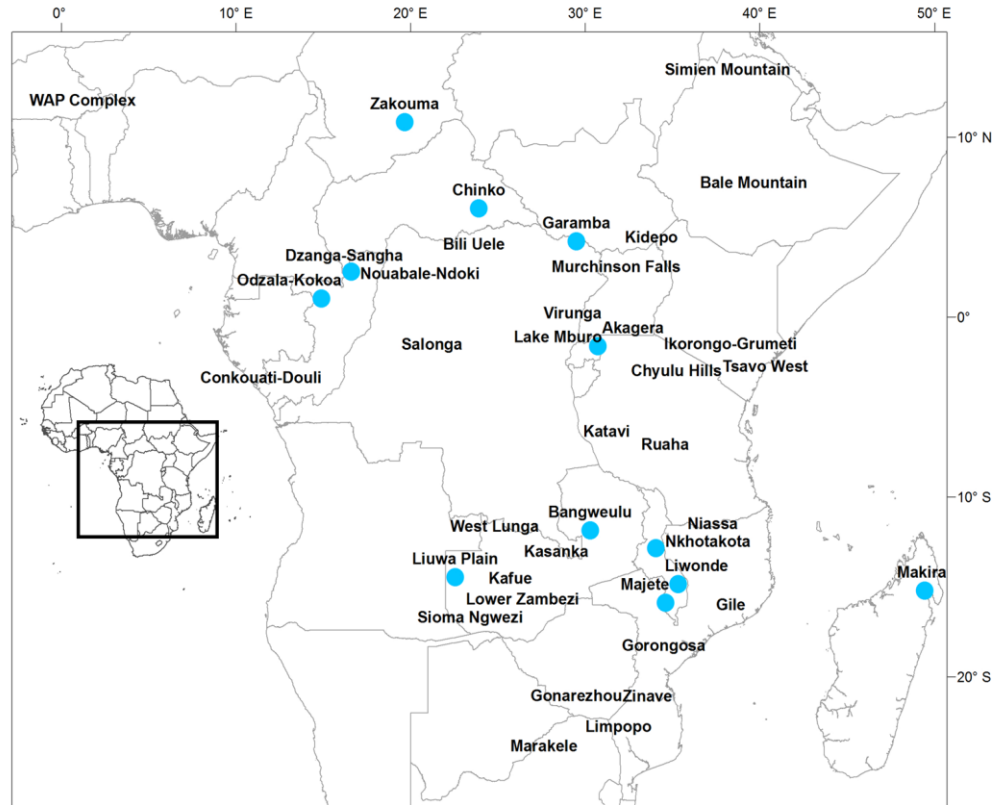 0° 10° E 20° E 30° E 40° E 50° E
Simien Mountain
WAP Complex
Zakouma
10° N
Bale Mountain
Chinko
Garamba
Kidepo
Bili Uele
Dzanga-Sangha
Murchinson Falls
Nouabale-Ndoki
Odzala-Kokoa
Virunga
0°
Akagera
Lake Mburo
Ikorongo-Grumeti
Salonga
Tsavo West
Chyulu Hills
Conkouati-Douli
Katavi
Ruaha
10° S
Bangweulu
Niassa
West Lunga
Nkhotakota
Kasanka
Liuwa Plain
Liwonde
Makira
Kafue
Majete
Lower Zambezi
Gile
Sioma Ngwezi
Gorongosa
20° S
GonarezhouZinave
Limpopo
Marakele